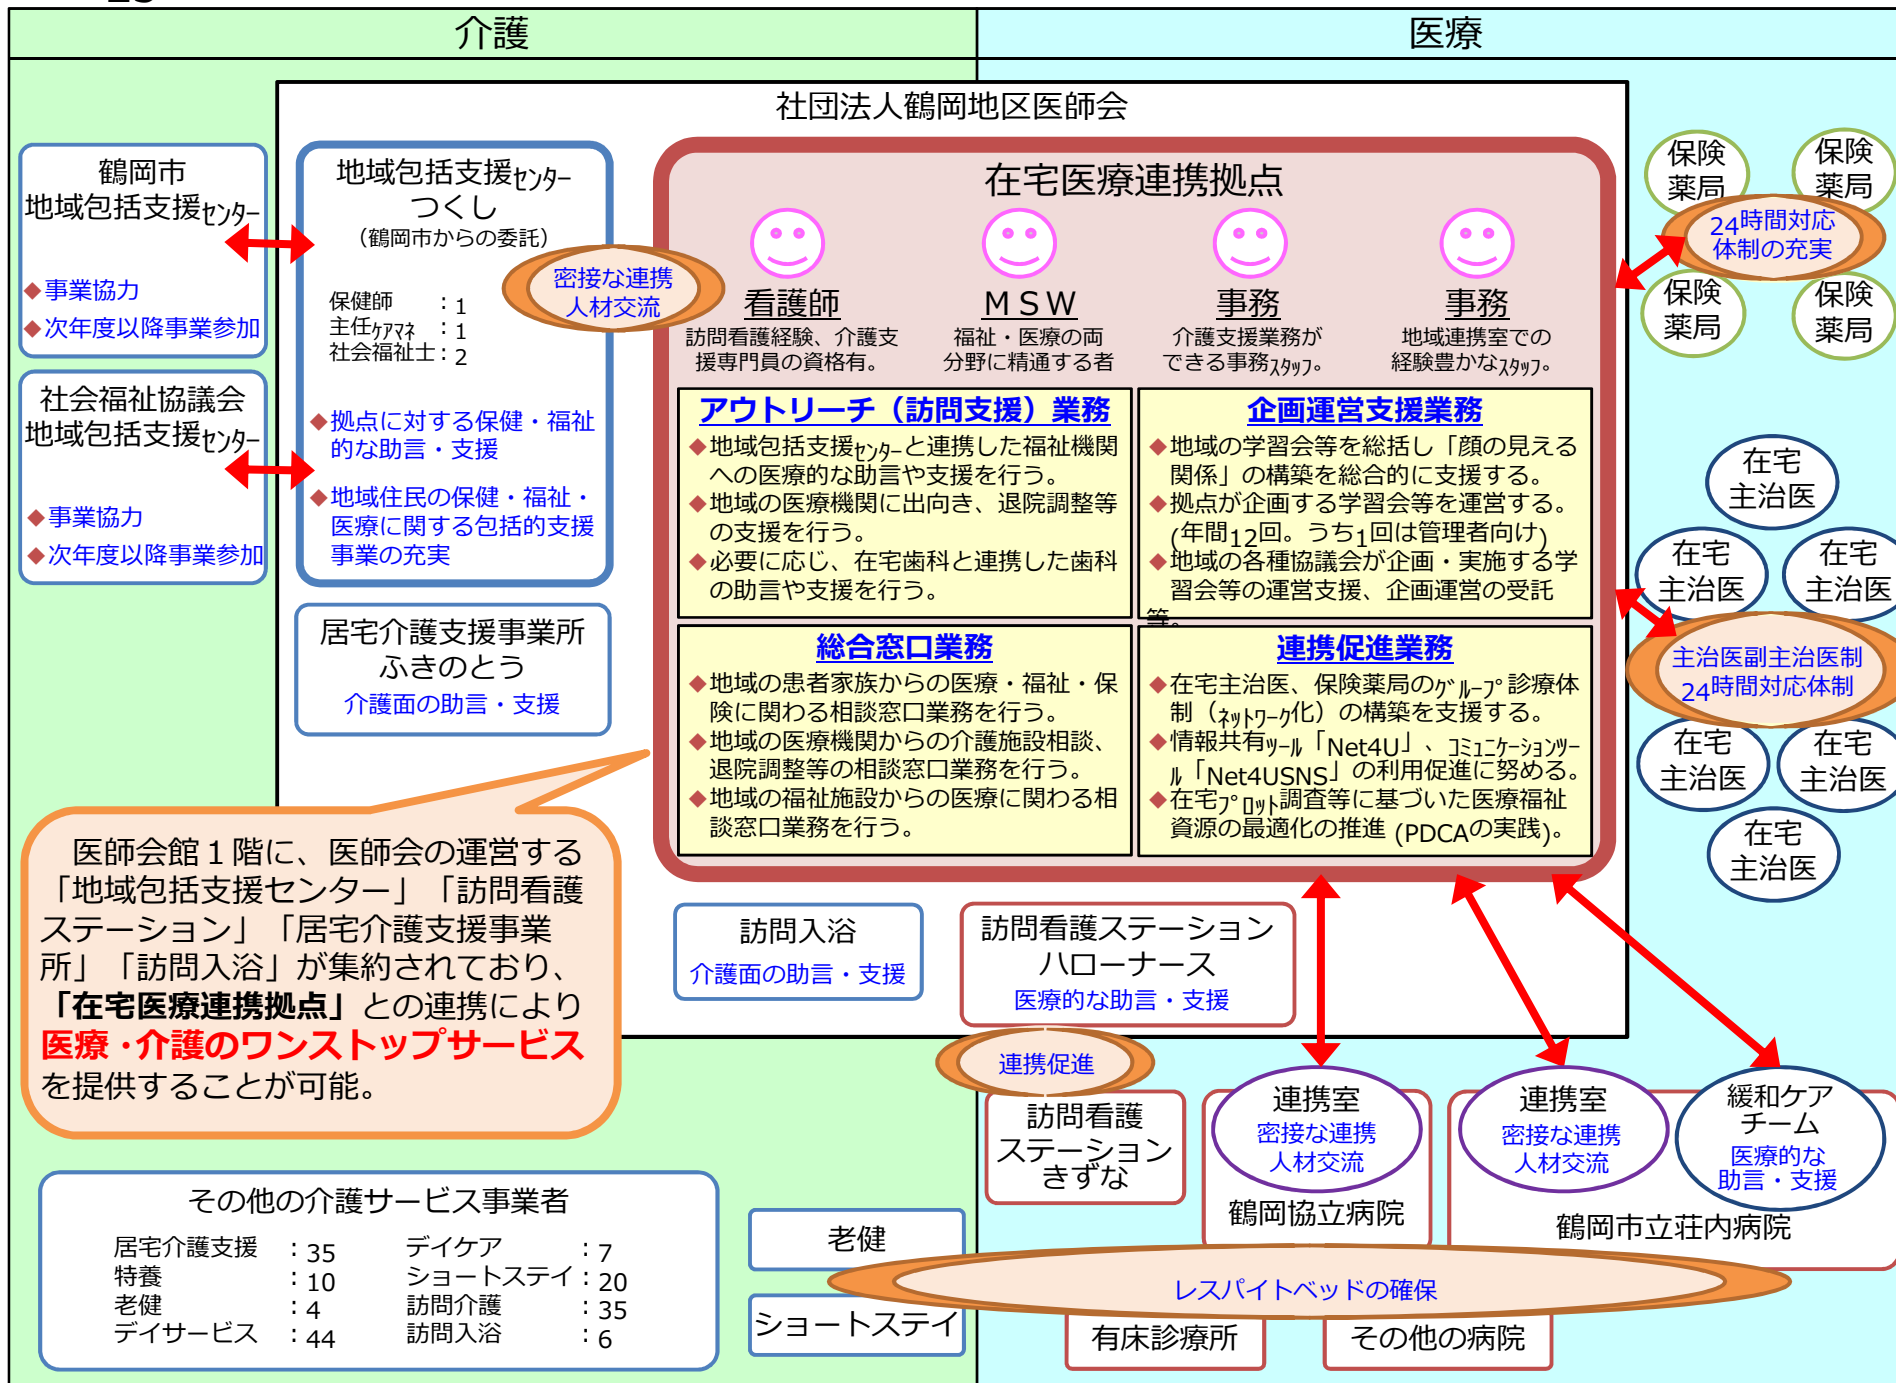 介護
医療
社団法人鶴岡地区医師会
鶴岡市
地域包括支援センター
◆事業協力
◆次年度以降事業参加
社会福祉協議会
地域包括支援センター
◆事業協力
◆次年度以降事業参加
地域包括支援センター
つくし
（鶴岡市からの委託）
保健師 ：1
主任ケアマネ ：1
社会福祉士：2
◆拠点に対する保健・福祉
的な助言・支援
◆地域住民の保健・福祉・
医療に関する包括的支援
事業の充実
密接な連携
人材交流
居宅介護支援事業所
ふきのとう
介護面の助言・支援
在宅医療連携拠点
看護師
訪問看護経験、介護支
援専門員の資格有。
ＭＳＷ
福祉・医療の両
分野に精通する者
事務
介護支援業務が
できる事務スタッフ。
事務
地域連携室での
経験豊かなスタッフ。
アウトリーチ（訪問支援）業務
◆地域包括支援センターと連携した福祉機関
への医療的な助言や支援を行う。
◆地域の医療機関に出向き、退院調整等
の支援を行う。
◆必要に応じ、在宅歯科と連携した歯科
の助言や支援を行う。
企画運営支援業務
◆地域の学習会等を総括し「顔の見える
関係」の構築を総合的に支援する。
◆拠点が企画する学習会等を運営する。
(年間12回。うち1回は管理者向け)
◆地域の各種協議会が企画・実施する学
習会等の運営支援、企画運営の受託
等。
総合窓口業務
◆地域の患者家族からの医療・福祉・保
険に関わる相談窓口業務を行う。
◆地域の医療機関からの介護施設相談、
退院調整等の相談窓口業務を行う。
◆地域の福祉施設からの医療に関わる相
談窓口業務を行う。
連携促進業務
◆在宅主治医、保険薬局のグループ診療体
制（ネットワーク化）の構築を支援する。
◆情報共有ツール「Net4U」、コミュニケーションツー
ル「Net4USNS」の利用促進に努める。
◆在宅プロット調査等に基づいた医療福祉
資源の最適化の推進 (PDCAの実践)。
保険
薬局
保険
薬局
24時間対応
体制の充実
保険
薬局
保険
薬局
在宅
主治医
在宅
主治医
在宅
主治医
主治医副主治医制
24時間対応体制
在宅
主治医
在宅
主治医
在宅
主治医
医師会館１階に、医師会の運営する
「地域包括支援センター」「訪問看護
ステーション」「居宅介護支援事業
所」「訪問入浴」が集約されており、
「在宅医療連携拠点」との連携により
医療・介護のワンストップサービス
を提供することが可能。
訪問入浴
介護面の助言・支援
訪問看護ステーション
ハローナース
医療的な助言・支援
連携促進
訪問看護
ステーション
きずな
連携室
密接な連携
人材交流
鶴岡協立病院
連携室
密接な連携
人材交流
緩和ケア
チーム
医療的な
助言・支援
鶴岡市立荘内病院
その他の介護サービス事業者
居宅介護支援 ：35 デイケア ：7
特養 ：10 ショートステイ：20
老健 ：4 訪問介護 ：35
デイサービス ：44 訪問入浴 ：6
老健
ショートステイ
レスパイトベッドの確保
有床診療所
その他の病院